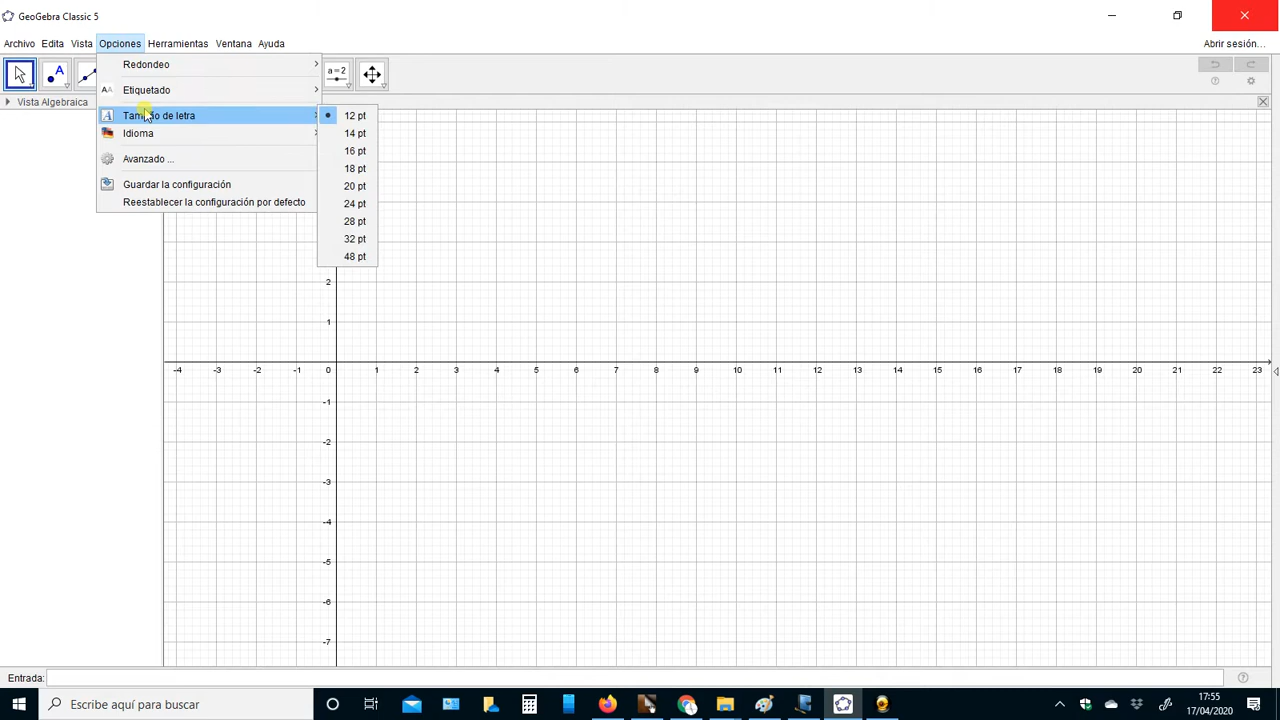 GeoGebra Classic 5
Archivo Edita Vista Opciones Herramientas Ventana Ayuda
Abrir sesión...
Redondeo
a=2
A
AA Etiquetado
Vista Algebraica
A Tamaño de letra
Idioma
Avanzado ...
Guardar la configuración
Reestablecer la configuración por defecto
12 pt
14 pt
16 pt
18 pt
20 pt
24 pt
28 pt
32 pt
48 pt
2
1
-4 -3 -2 -1 0 1 2 3 4 5 6 7 8 9 10 11 12 13 14 15 16 17 18 19 20 21 22 23
-1
-2
-3
-4
-5
-6
-7
Entrada:
Escribe aquí para buscar
17:55
17/04/2020